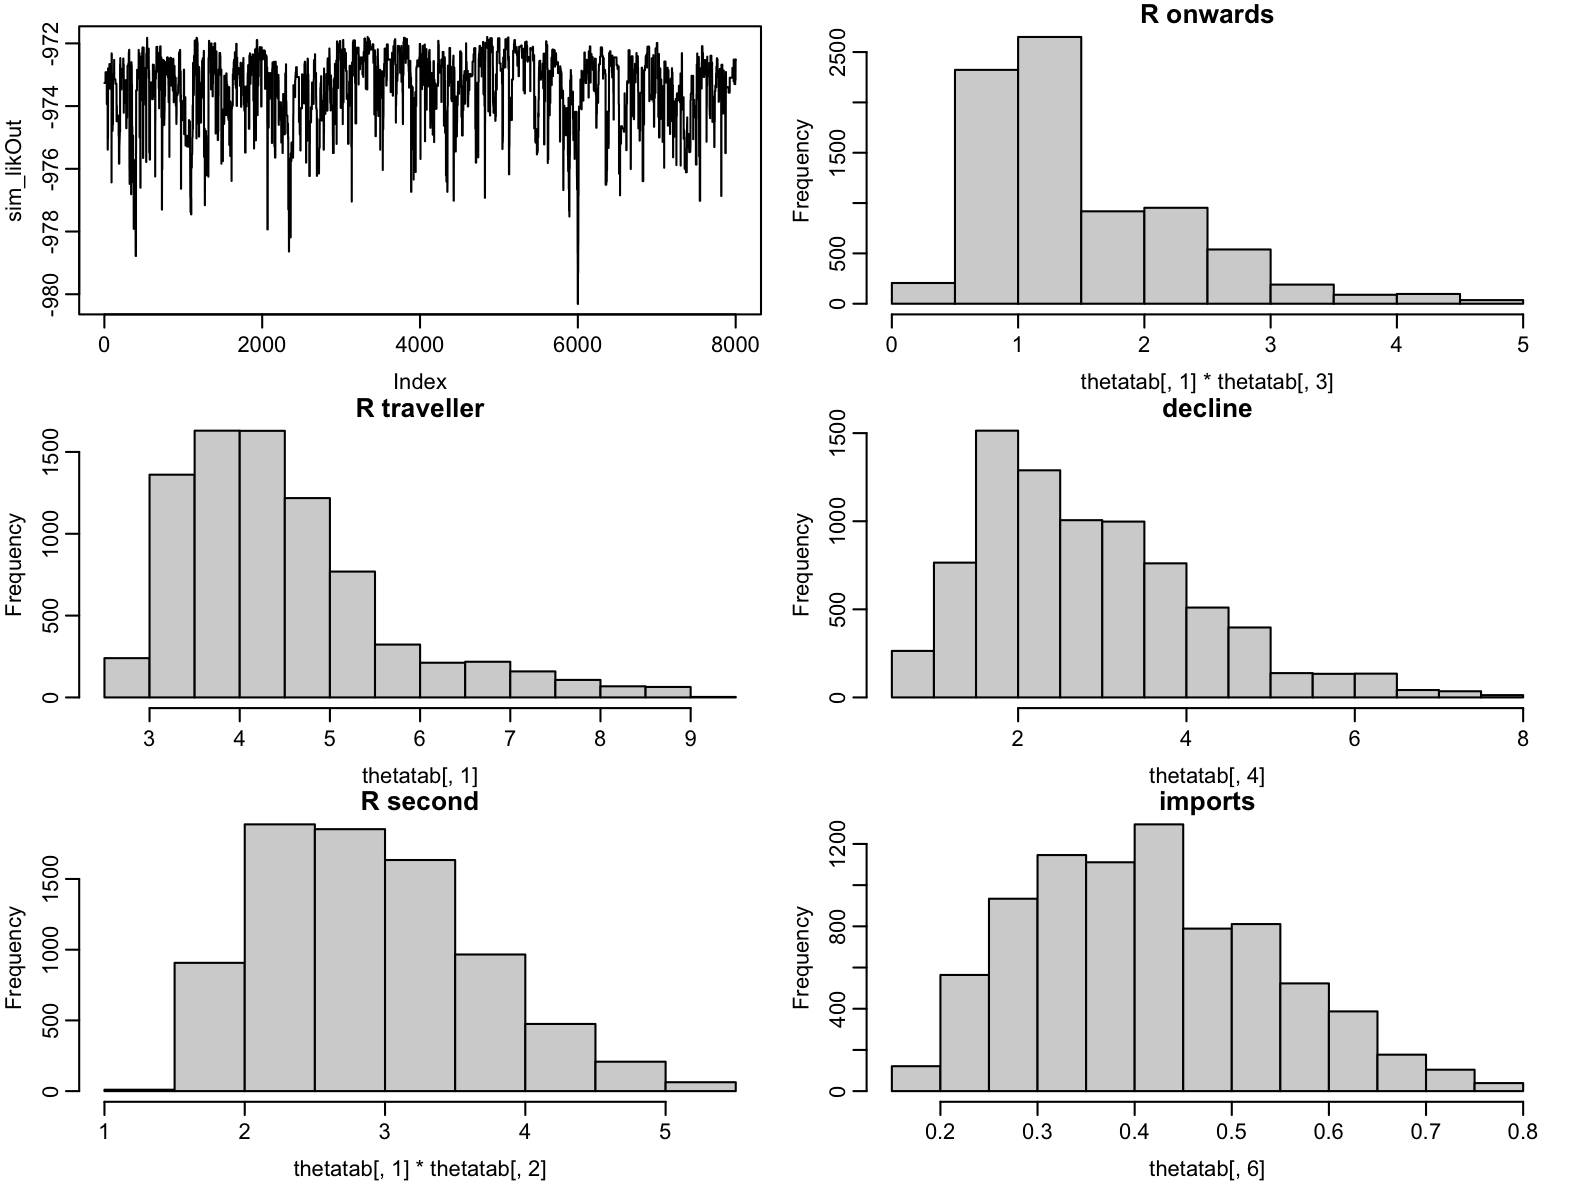 -972
-974
-976
-978
-980
sim_likOut
0 2000 4000 6000 8000
Index
R onwards
2500
1500
500
0
Frequency
0 1 2 3 4 5
thetatab[, 1] * thetatab[, 3]
R traveller
1500
1000
500
0
Frequency
3 4 5 6 7 8 9
thetatab[, 1]
decline
1500
1000
500
0
Frequency
2 4 6 8
thetatab[, 4]
R second
1500
1000
500
0
Frequency
1 2 3 4 5
thetatab[, 1] * thetatab[, 2]
imports
1200
800
400
0
Frequency
0.2 0.3 0.4 0.5 0.6 0.7 0.8
thetatab[, 6]